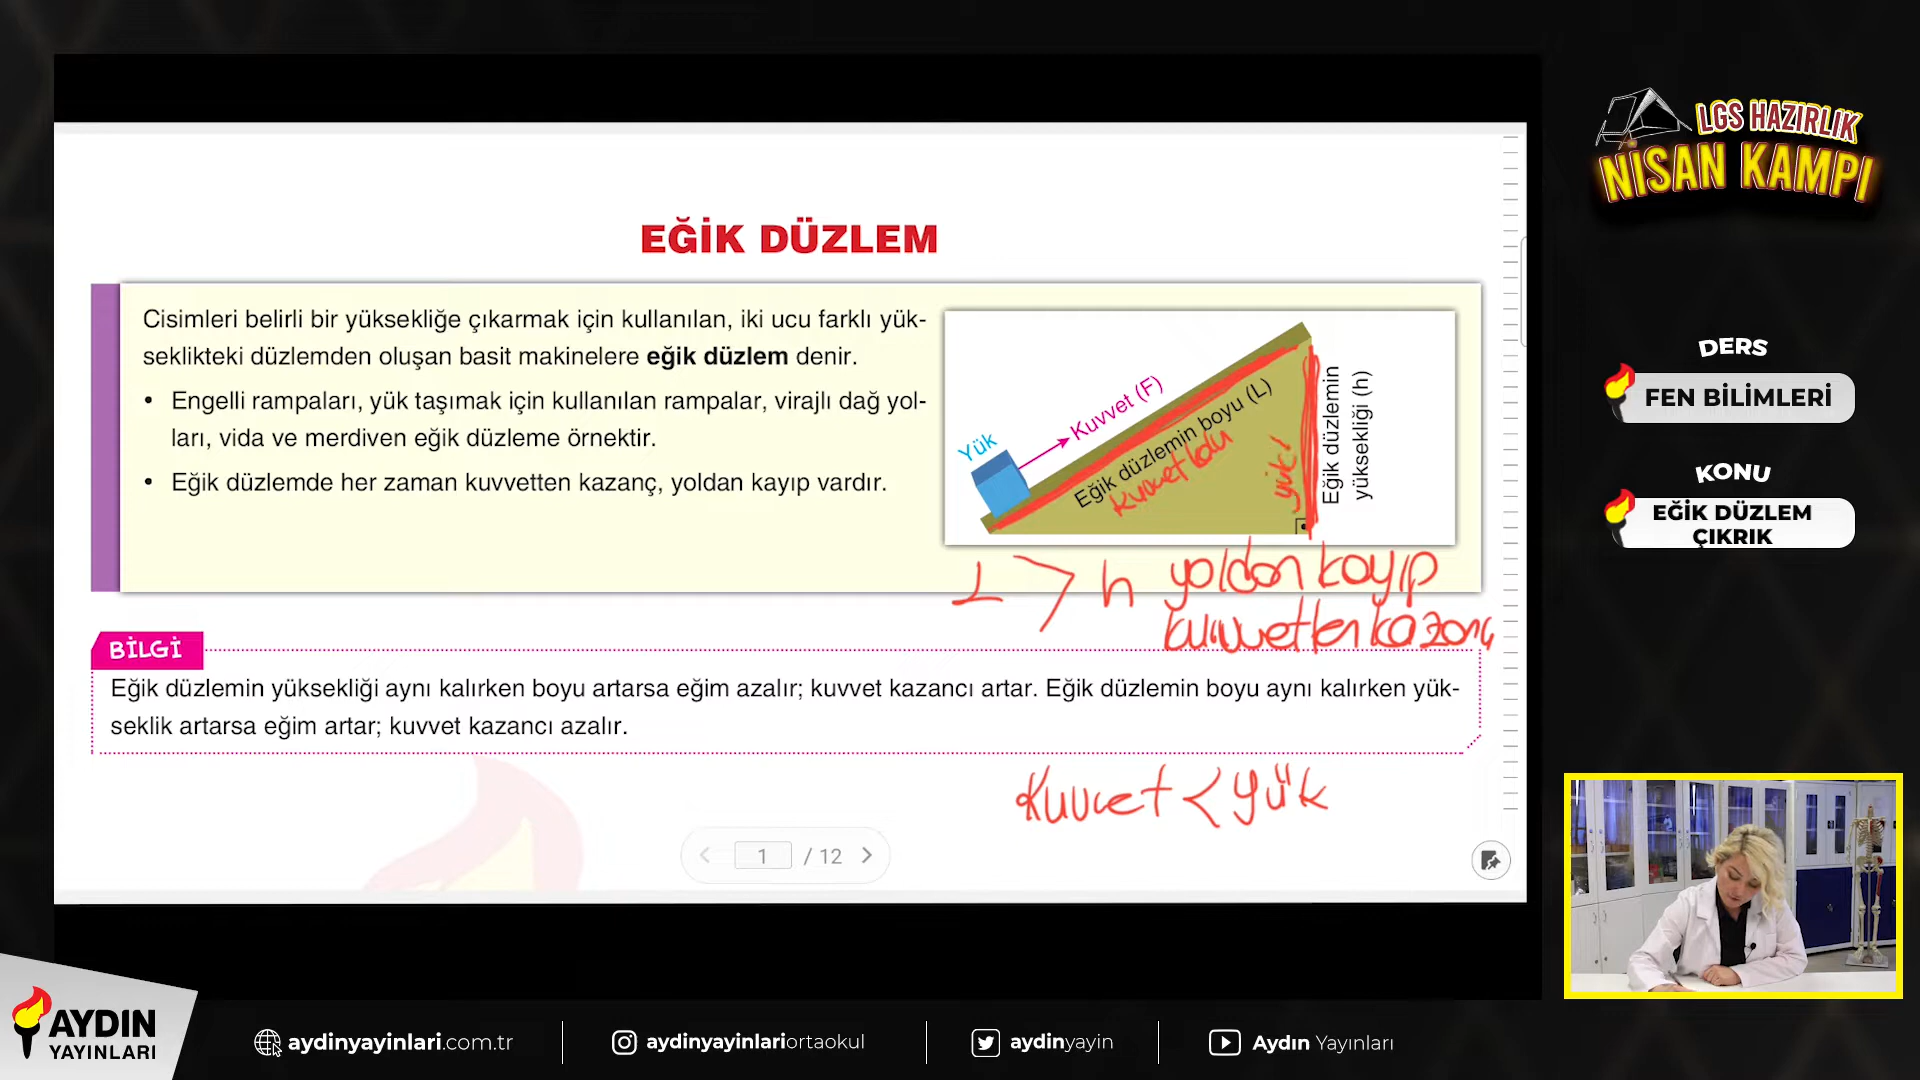 LGS HAZIRLIK
NİSAN KAMPI
EĞİK DÜZLEM
Cisimleri belirli bir yüksekliğe çıkarmak için kullanılan, iki ucu farklı yük-
seklikteki düzlemden oluşan basit makinelere eğik düzlem denir.
• Engelli rampaları, yük taşımak için kullanılan rampalar, virajlı dağ yol-
ları, vida ve merdiven eğik düzleme örnektir.
• Eğik düzlemde her zaman kuvvetten kazanç, yoldan kayıp vardır.
Yük
Kuvvet (F)
Eğik düzlemin boyu (L)
kuvvet
yük
Eğik düzlemin
yüksekliği (h)
L > h
yoldan kayıp
kuvvetten kazanç
BİLGİ
Eğik düzlemin yüksekliği aynı kalırken boyu artarsa eğim azalır; kuvvet kazancı artar. Eğik düzlemin boyu aynı kalırken yük-
seklik artarsa eğim artar; kuvvet kazancı azalır.
Kuvvet < yük
1 / 12
DERS
FEN BİLİMLERİ
KONU
EĞİK DÜZLEM
ÇIKRIK
AYDIN
YAYINLARI
aydinyayinlari.com.tr
aydinyayinlariortaokul
aydinyayin
Aydın Yayınları